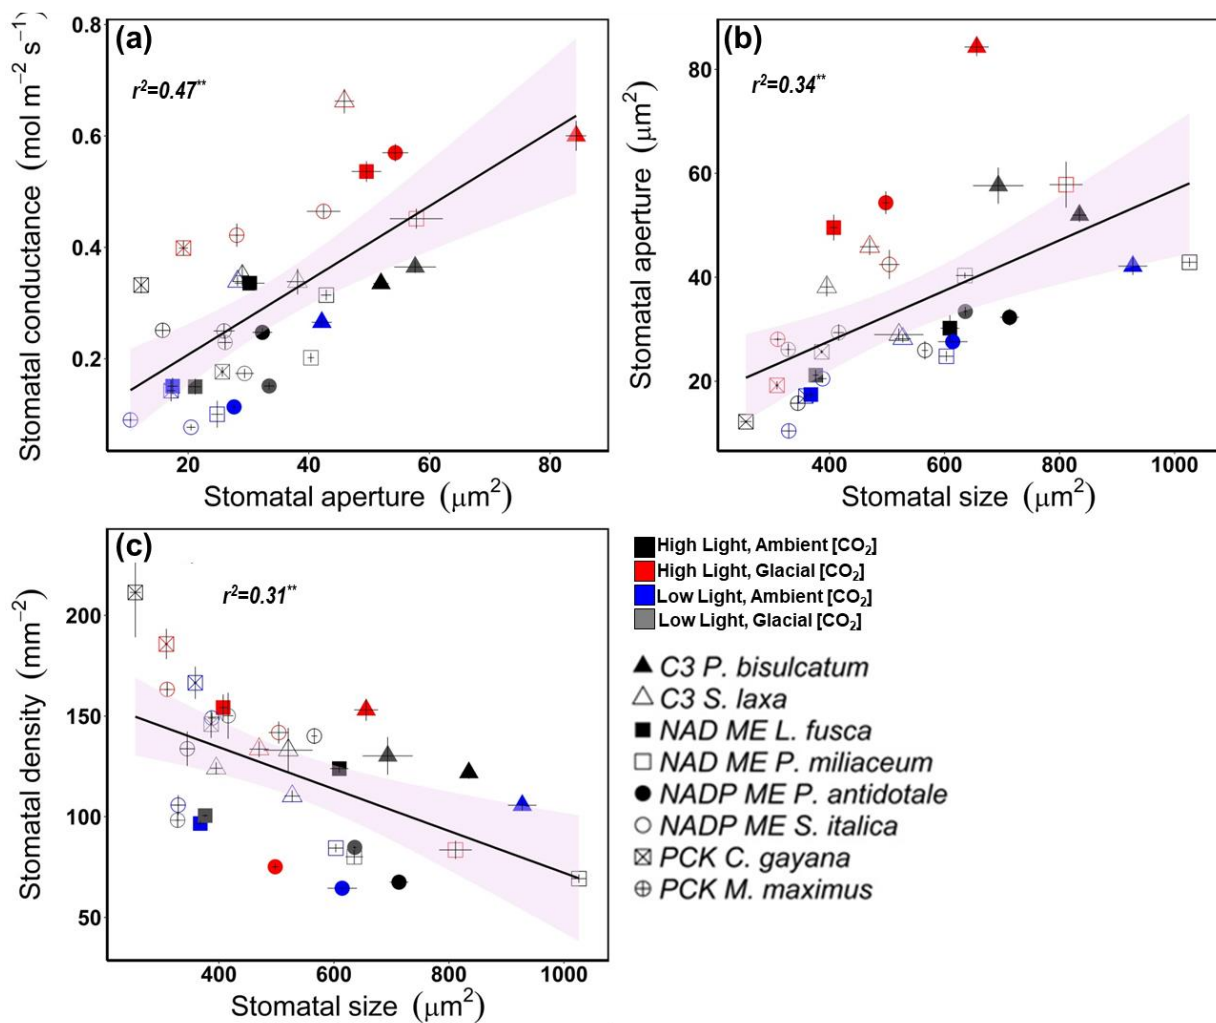 (a)
r²=0.47**
0.8
0.6
0.4
0.2
Stomatal conductance (mol m⁻² s⁻¹)
20 40 60 80
Stomatal aperture (μm²)
(b)
r²=0.34**
80
60
40
20
Stomatal aperture (μm²)
400 600 800 1000
Stomatal size (μm²)
(c)
r²=0.31**
200
150
100
50
Stomatal density (mm⁻²)
400 600 800 1000
Stomatal size (μm²)
High Light, Ambient [CO₂]
High Light, Glacial [CO₂]
Low Light, Ambient [CO₂]
Low Light, Glacial [CO₂]
C3 P. bisulcatum
C3 S. laxa
NAD ME L. fusca
NAD ME P. miliaceum
NADP ME P. antidotale
NADP ME S. italica
PCK C. gayana
PCK M. maximus